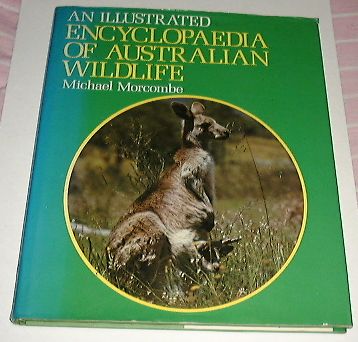 AN ILLUSTRATED
ENCYCLOPAEDIA
OF AUSTRALIAN
WILDLIFE
Michael Morcombe